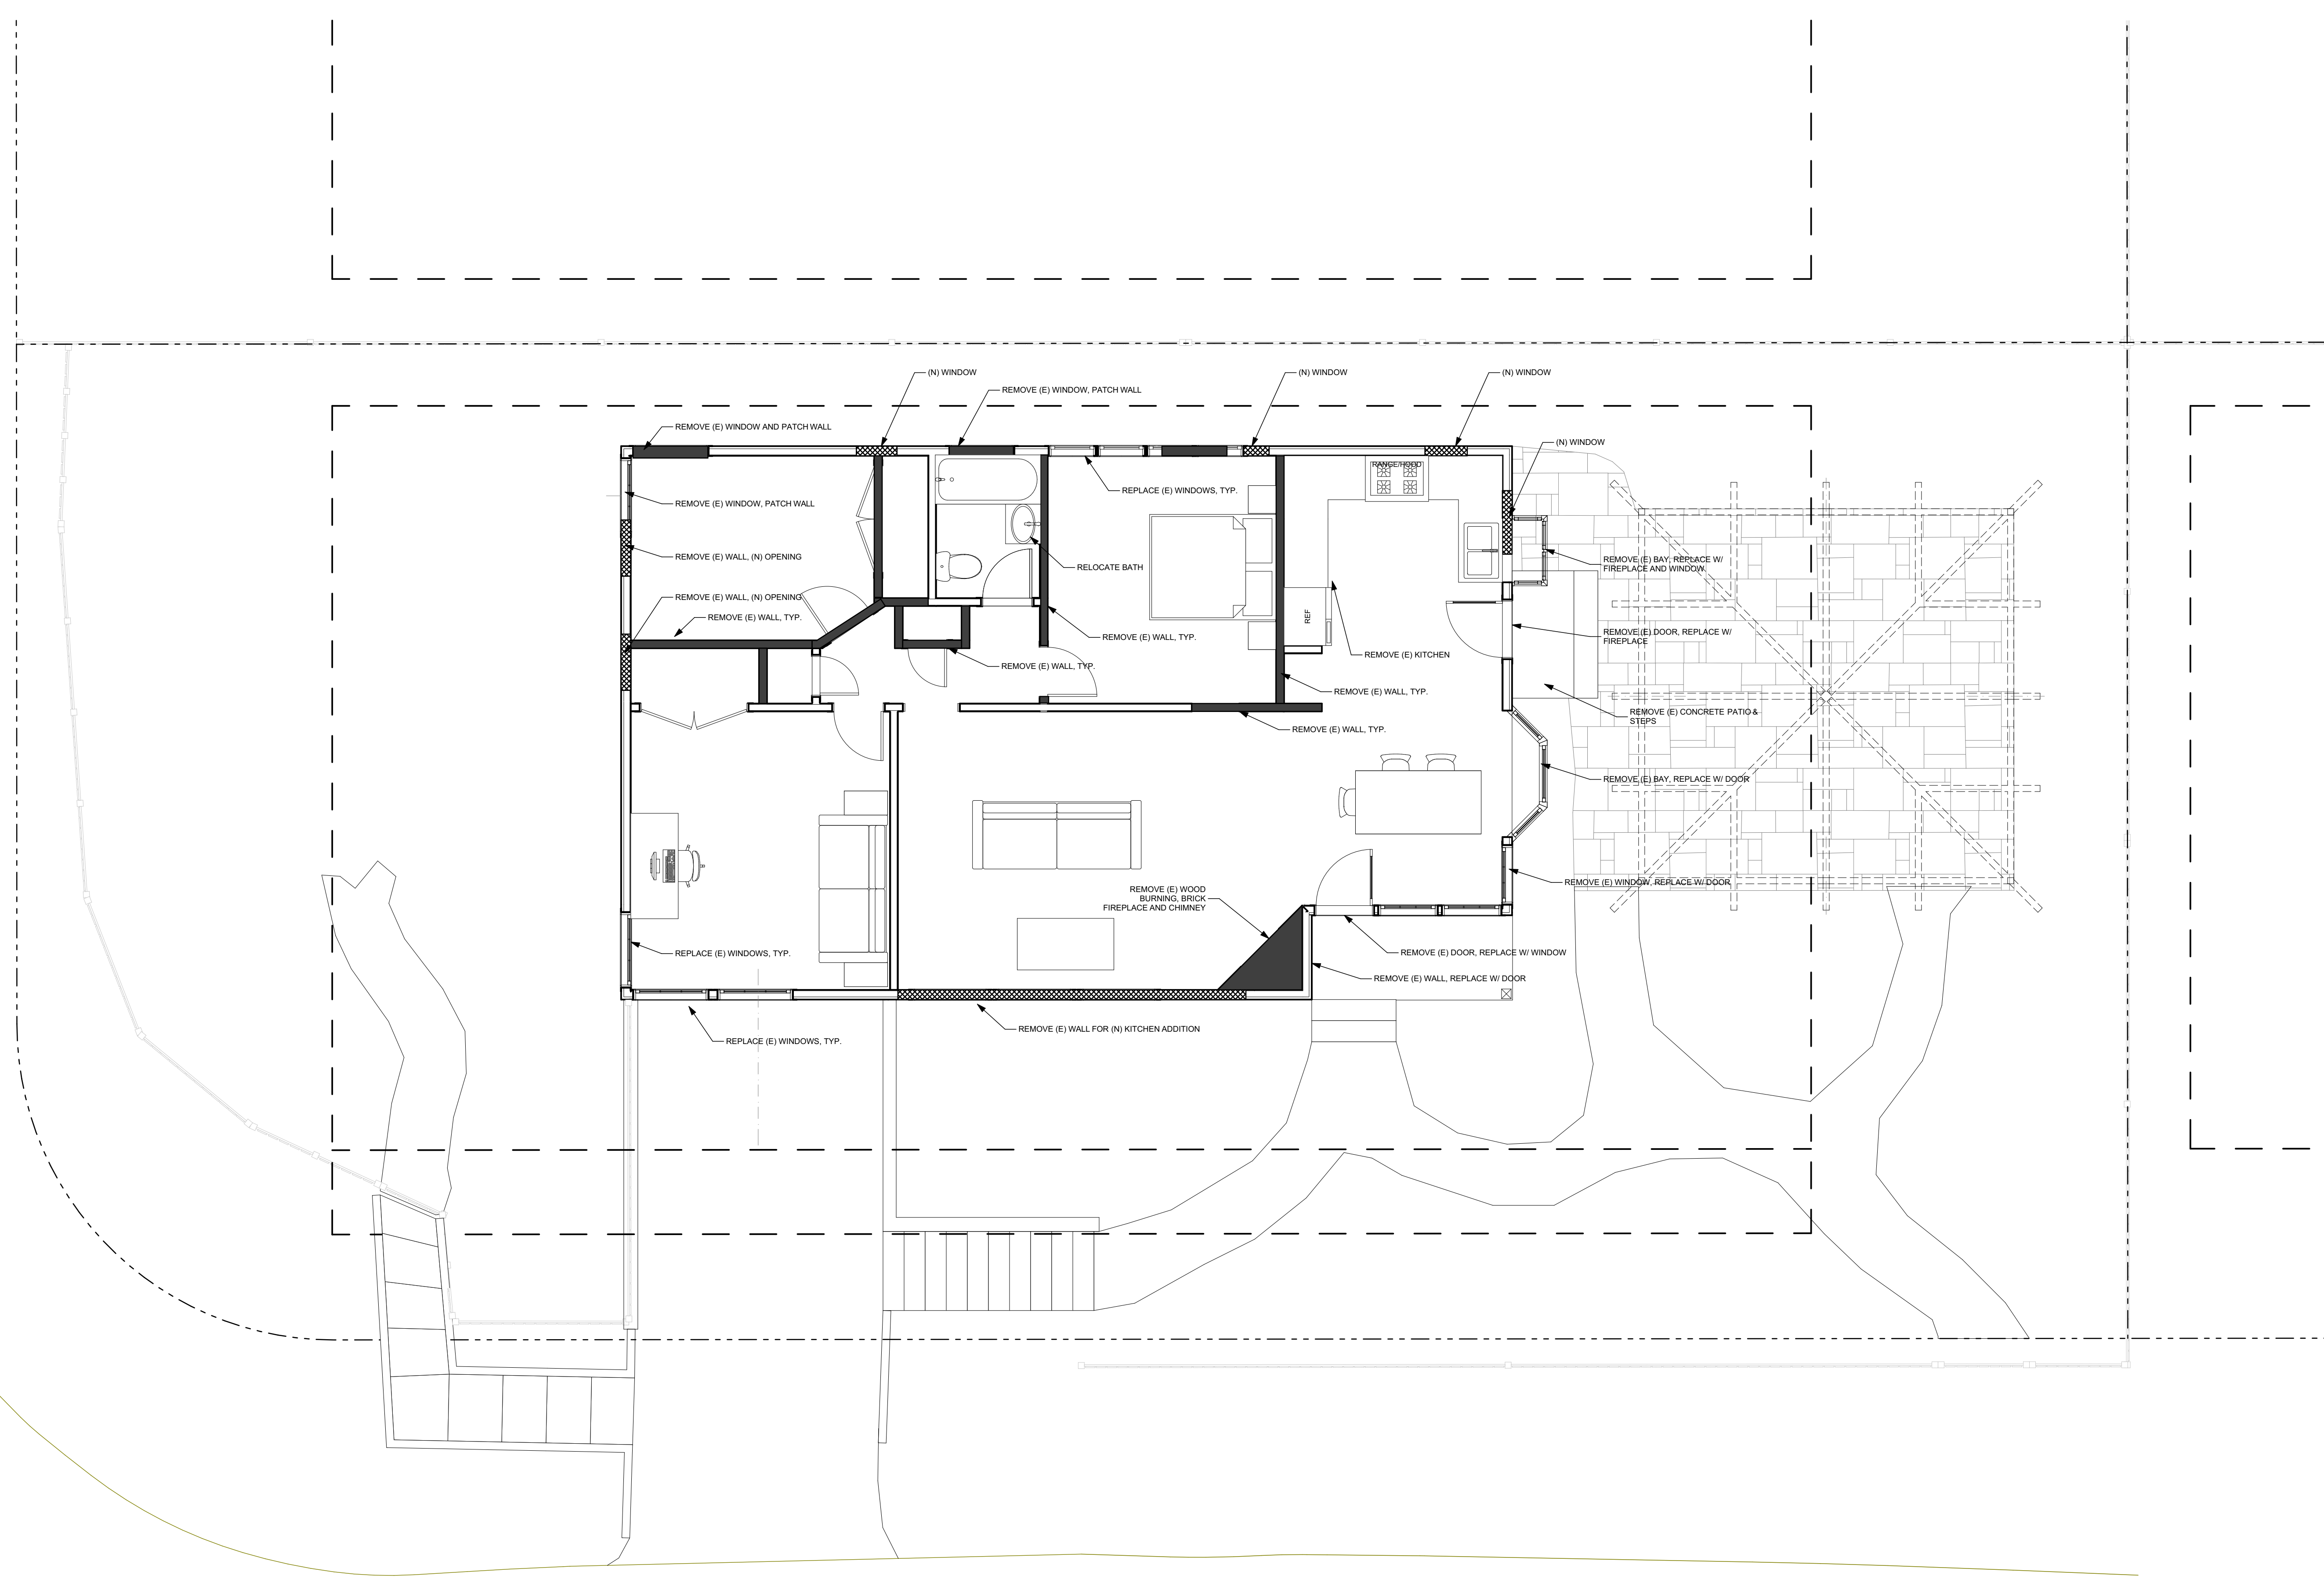 (N) WINDOW
REMOVE (E) WINDOW, PATCH WALL
(N) WINDOW
(N) WINDOW
REMOVE (E) WINDOW AND PATCH WALL
(N) WINDOW
RANGE/HOOD
REPLACE (E) WINDOWS, TYP.
REMOVE (E) WINDOW, PATCH WALL
REMOVE (E) WALL, (N) OPENING
RELOCATE BATH
REMOVE (E) BAY, REPLACE W/
FIREPLACE AND WINDOW
REMOVE (E) WALL, (N) OPENING
REMOVE (E) WALL, TYP.
REF
REMOVE (E) WALL, TYP.
REMOVE (E) DOOR, REPLACE W/
FIREPLACE
REMOVE (E) KITCHEN
REMOVE (E) WALL, TYP.
REMOVE (E) WALL, TYP.
REMOVE (E) CONCRETE PATIO &
STEPS
REMOVE (E) WALL, TYP.
REMOVE (E) BAY, REPLACE W/ DOOR
REMOVE (E) WINDOW, REPLACE W/ DOOR
REMOVE (E) WOOD
BURNING, BRICK
FIREPLACE AND CHIMNEY
REPLACE (E) WINDOWS, TYP.
REMOVE (E) DOOR, REPLACE W/ WINDOW
REMOVE (E) WALL, REPLACE W/ DOOR
REMOVE (E) WALL FOR (N) KITCHEN ADDITION
REPLACE (E) WINDOWS, TYP.